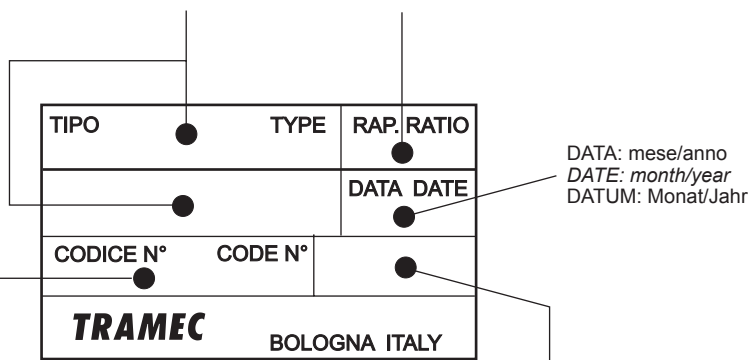 TIPO TYPE RAP. RATIO
DATA: mese/anno
DATE: month/year
DATUM: Monat/Jahr
DATA DATE
CODICE N° CODE N°
TRAMEC BOLOGNA ITALY